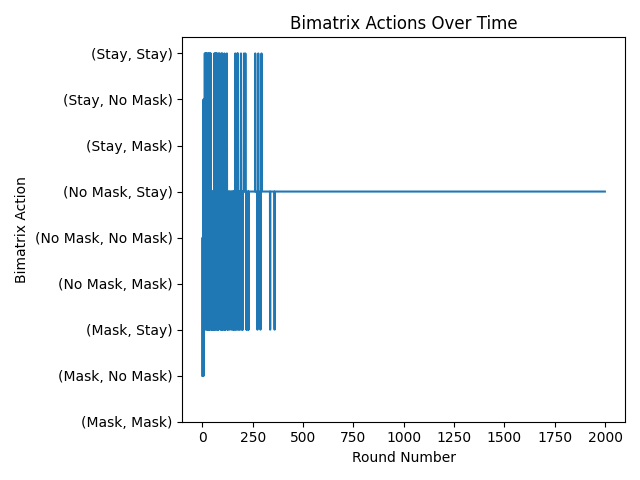 Bimatrix Actions Over Time
Bimatrix Action
(Stay, Stay)
(Stay, No Mask)
(Stay, Mask)
(No Mask, Stay)
(No Mask, No Mask)
(No Mask, Mask)
(Mask, Stay)
(Mask, No Mask)
(Mask, Mask)
0 250 500 750 1000 1250 1500 1750 2000
Round Number